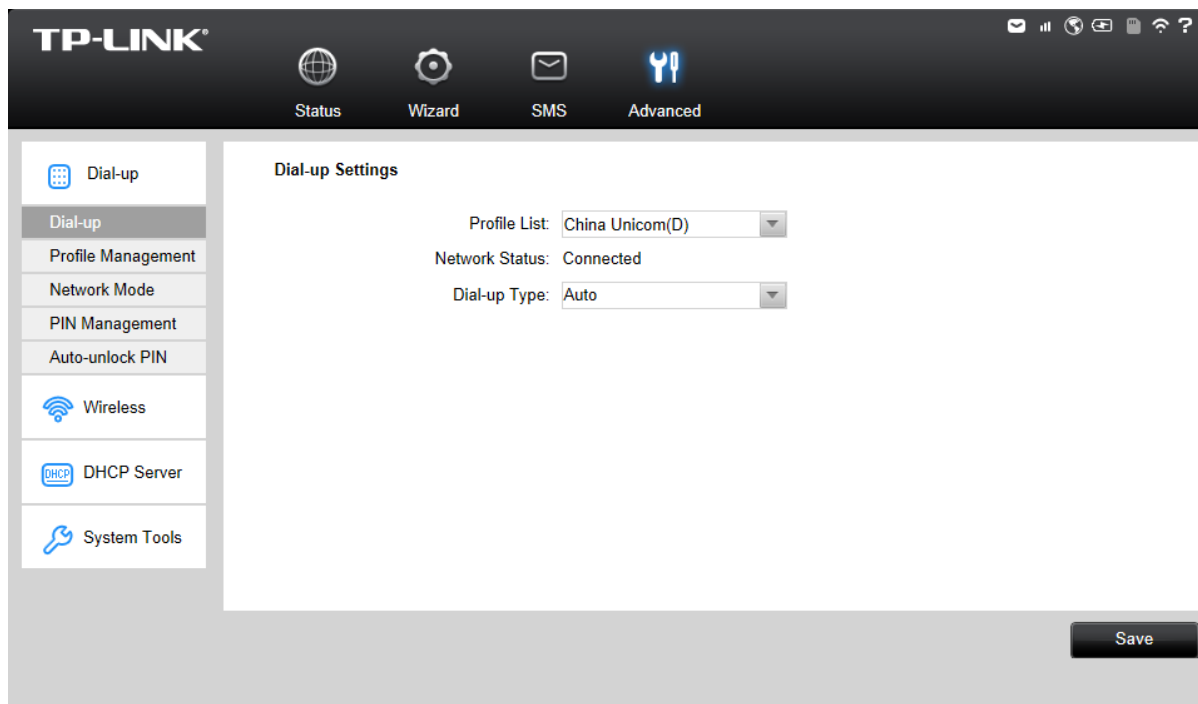 TP-LINK®
Status
Wizard
SMS
Advanced
?
Dial-up
Dial-up
Profile Management
Network Mode
PIN Management
Auto-unlock PIN
Wireless
DHCP
DHCP Server
System Tools
Dial-up Settings
Profile List: China Unicom(D)
Network Status: Connected
Dial-up Type: Auto
Save